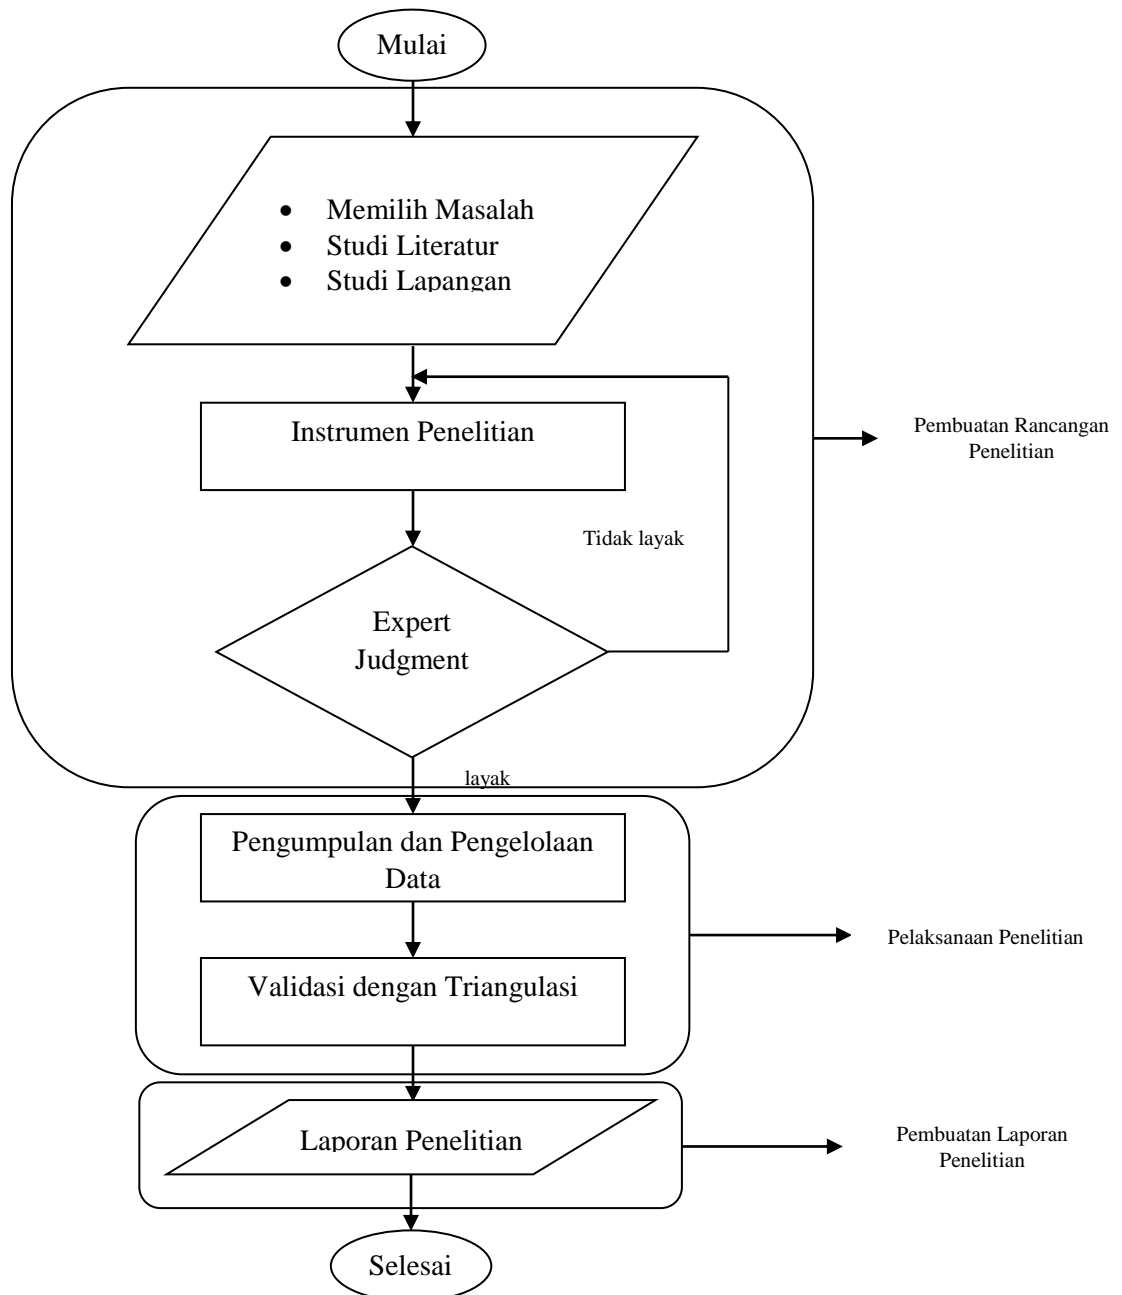 Mulai
• Memilih Masalah
• Studi Literatur
• Studi Lapangan
Instrumen Penelitian
Pembuatan Rancangan
Penelitian
Tidak layak
Expert
Judgment
layak
Pengumpulan dan Pengelolaan
Data
Pelaksanaan Penelitian
Validasi dengan Triangulasi
Laporan Penelitian
Pembuatan Laporan
Penelitian
Selesai